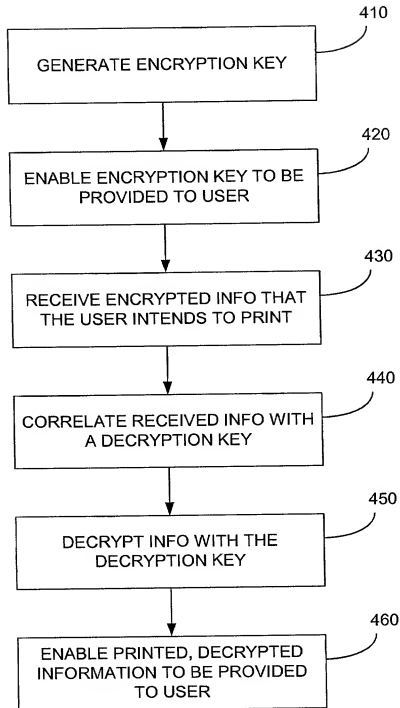 410
GENERATE ENCRYPTION KEY
420
ENABLE ENCRYPTION KEY TO BE
PROVIDED TO USER
430
RECEIVE ENCRYPTED INFO THAT
THE USER INTENDS TO PRINT
440
CORRELATE RECEIVED INFO WITH
A DECRYPTION KEY
450
DECRYPT INFO WITH THE
DECRYPTION KEY
460
ENABLE PRINTED, DECRYPTED
INFORMATION TO BE PROVIDED
TO USER